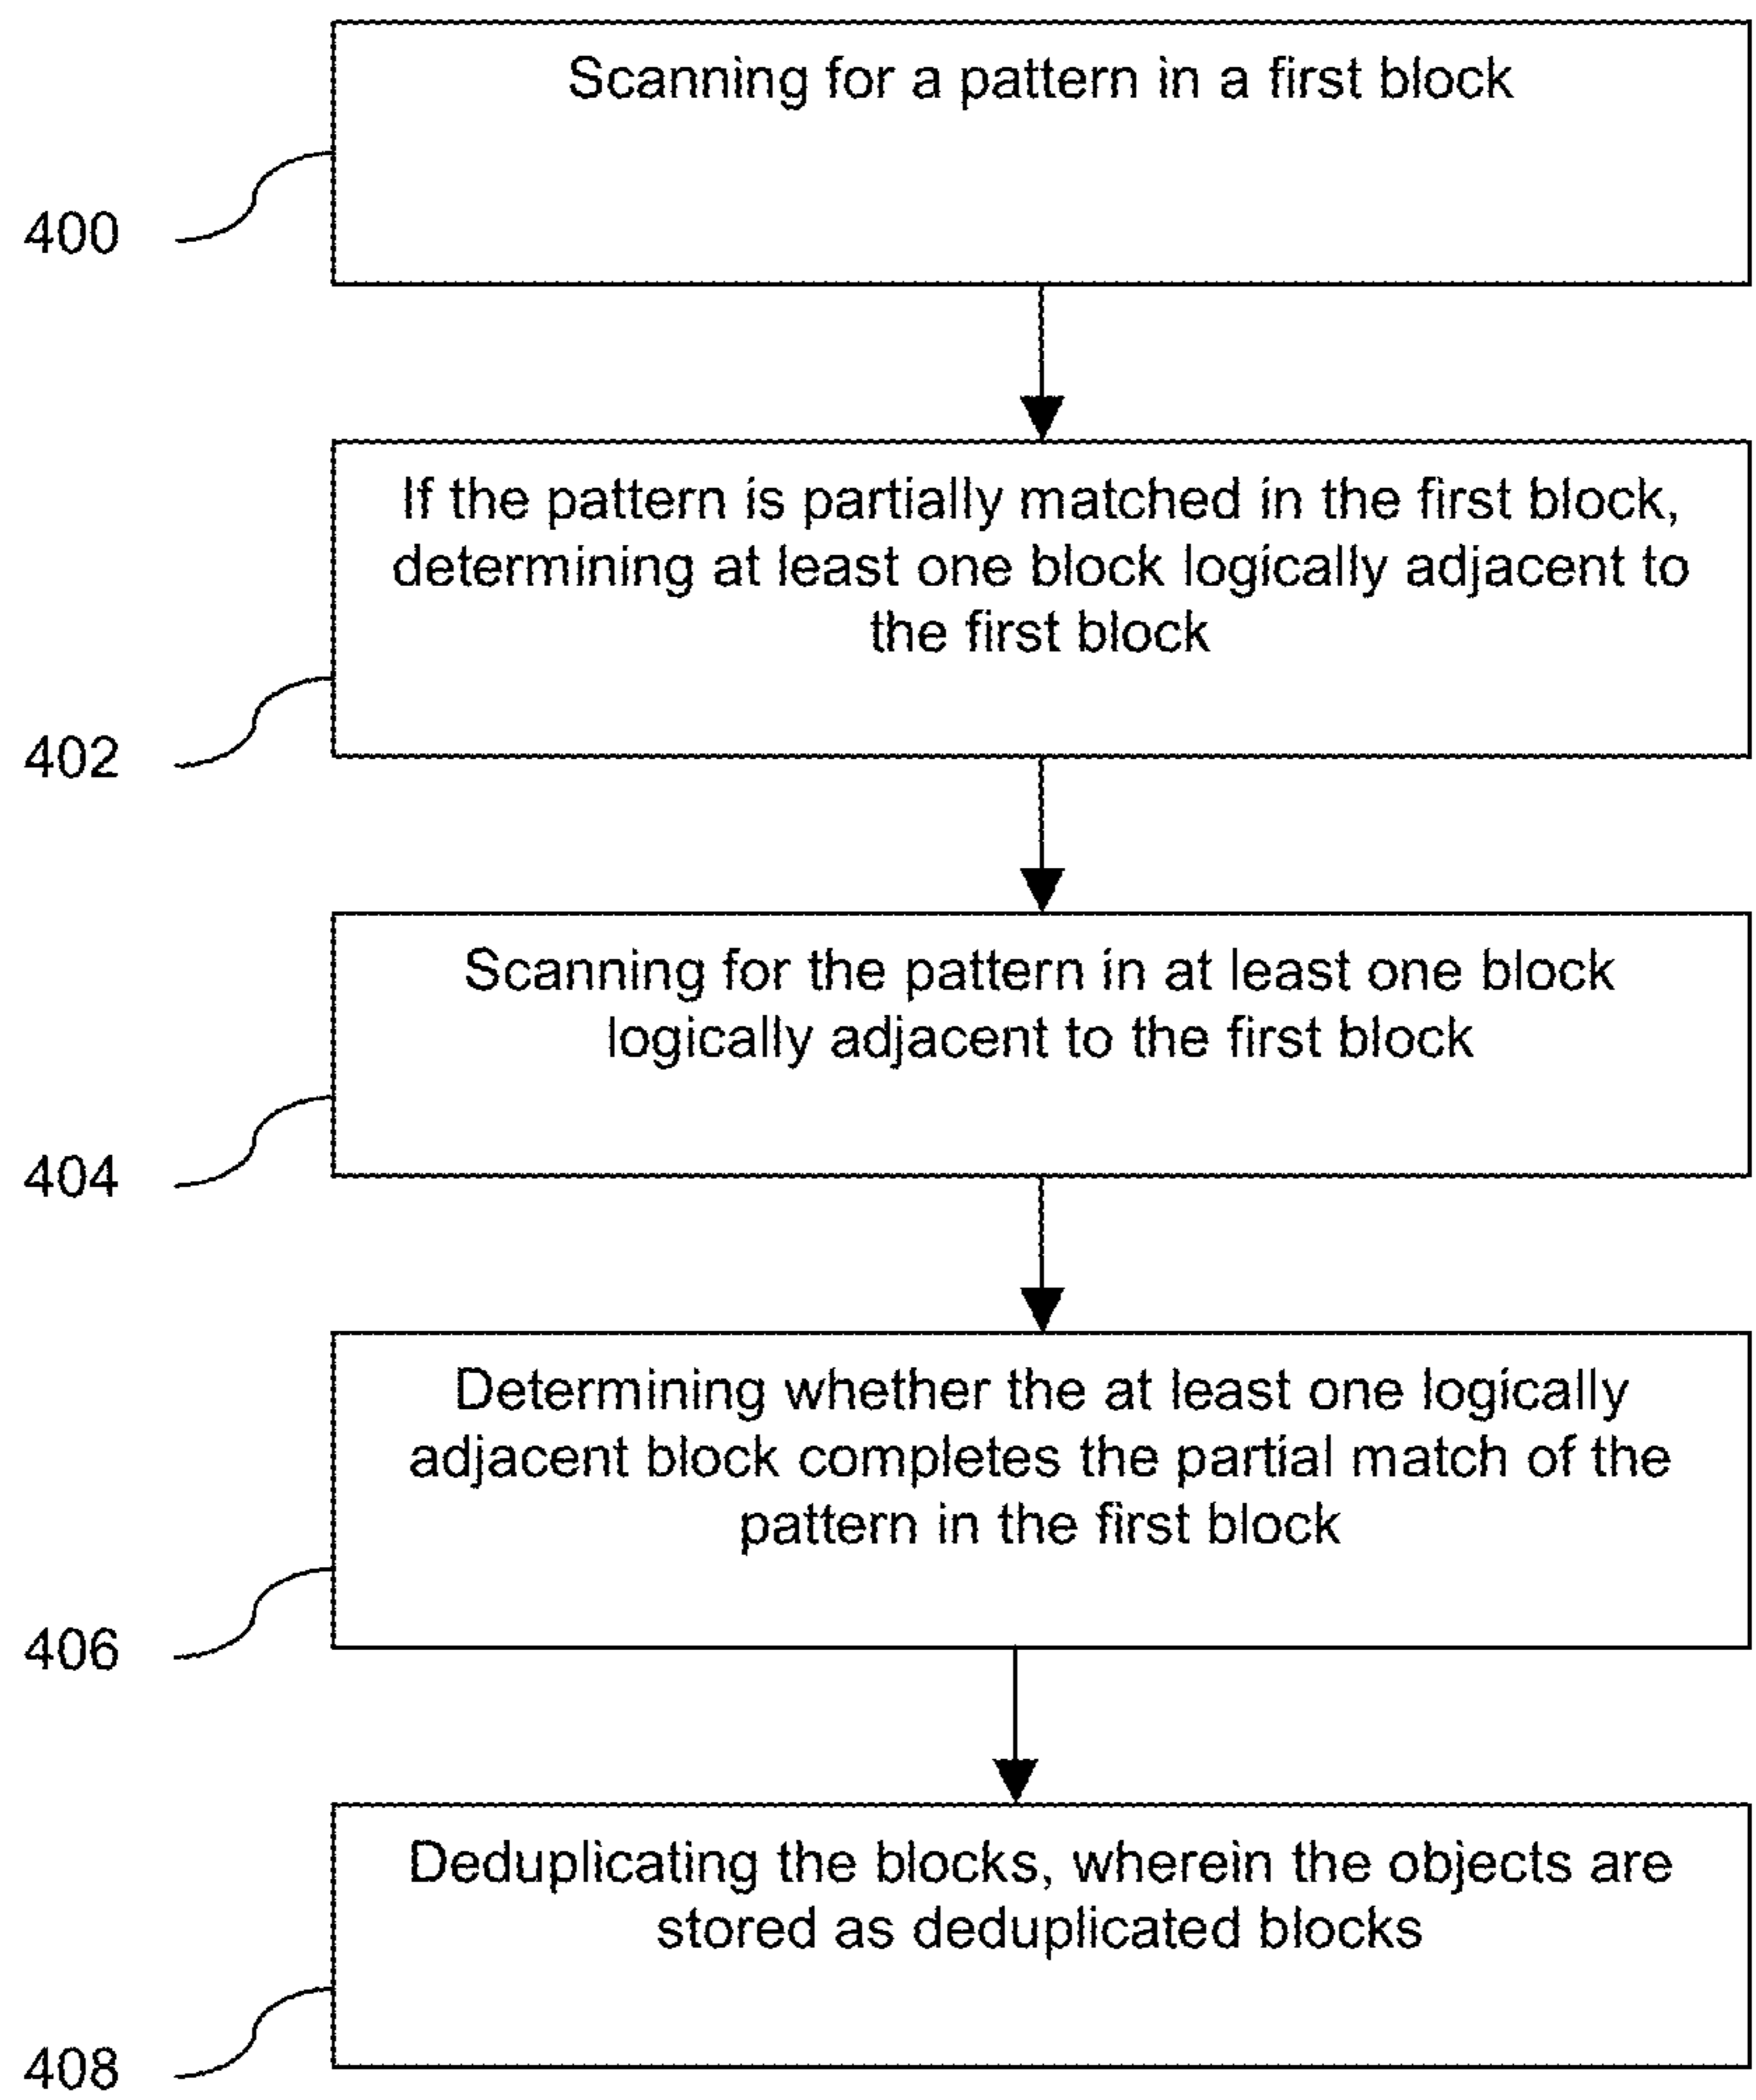 Scanning for a pattern in a first block
400
If the pattern is partially matched in the first block,
determining at least one block logically adjacent to
the first block
402
Scanning for the pattern in at least one block
logically adjacent to the first block
404
Determining whether the at least one logically
adjacent block completes the partial match of the
pattern in the first block
406
Deduplicating the blocks, wherein the objects are
stored as deduplicated blocks
408